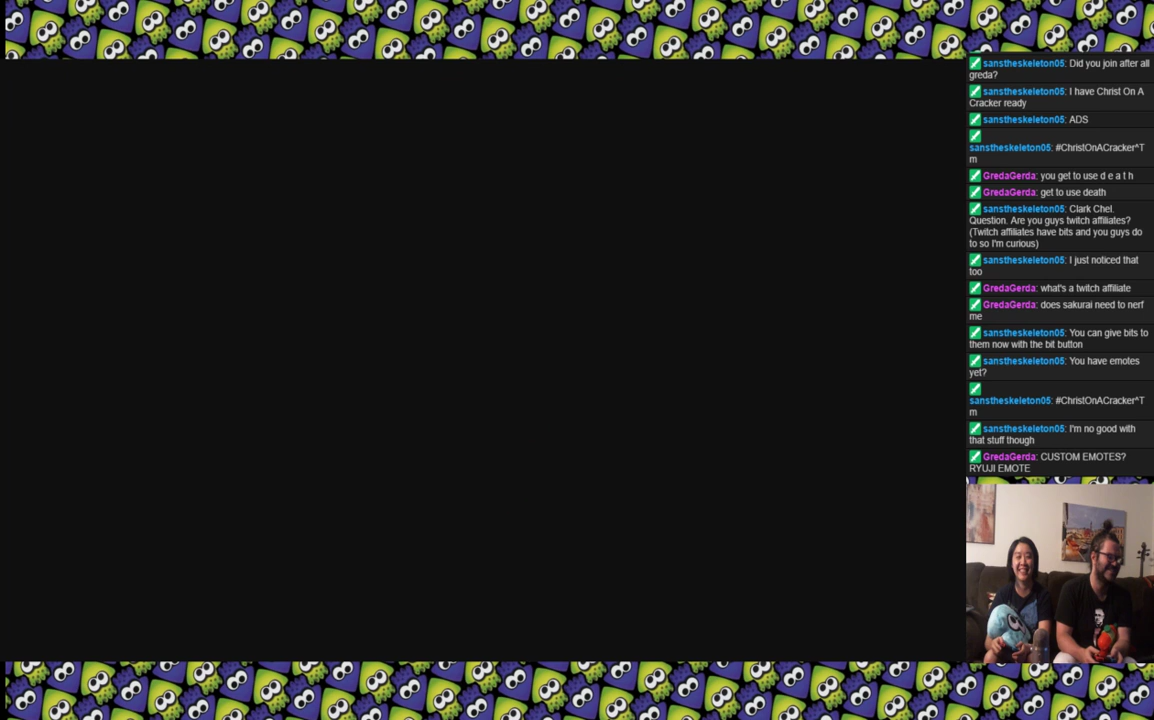 sanstheskeleton05: Did you join after all
greda?
sanstheskeleton05: I have Christ On A
Cracker ready
sanstheskeleton05: ADS
sanstheskeleton05: #ChristOnACracker^T
m
GredaGerda: you get to use d e a t h
GredaGerda: get to use death
sanstheskeleton05: Clark Chel.
Question. Are you guys twitch affiliates?
(Twitch affiliates have bits and you guys do
to so I'm curious)
sanstheskeleton05: I just noticed that
too
GredaGerda: what's a twitch affiliate
GredaGerda: does sakurai need to nerf
me
sanstheskeleton05: You can give bits to
them now with the bit button
sanstheskeleton05: You have emotes
yet?
sanstheskeleton05: #ChristOnACracker^T
m
sanstheskeleton05: I'm no good with
that stuff though
GredaGerda: CUSTOM EMOTES?
RYUJI EMOTE